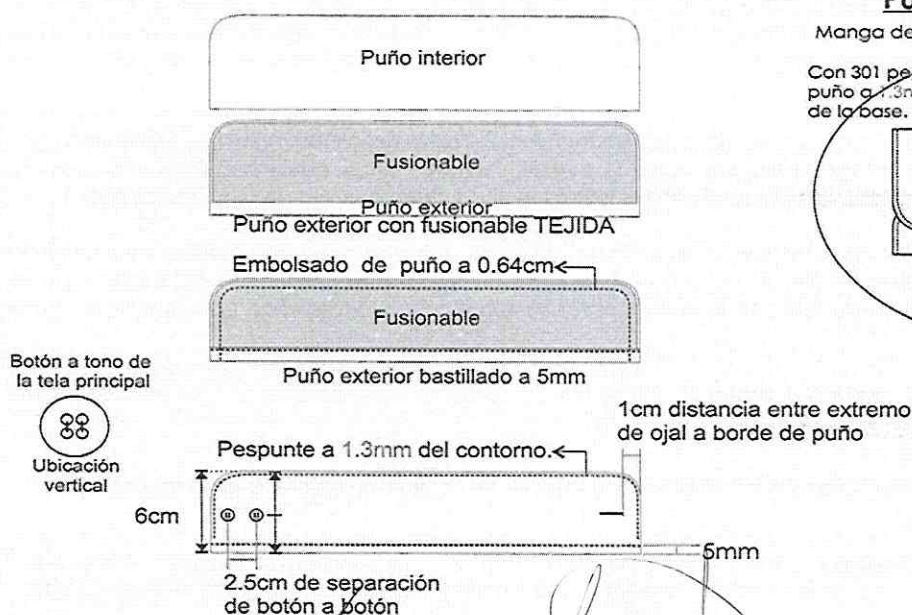 Puño interior
Manga de
Con 301
puño a 1.3
de la base.
Fusionable
Puño exterior
Puño exterior con fusionable TEJIDA
Embolsado de puño a 0.64cm
Fusionable
Puño exterior bastillado a 5mm
Botón a tono de
la tela principal
Ubicación
vertical
1cm distancia entre extremo
de ojal a borde de puño
Pespunte a 1.3mm del contorno.
6cm
5mm
2.5cm de separación
de botón a botón